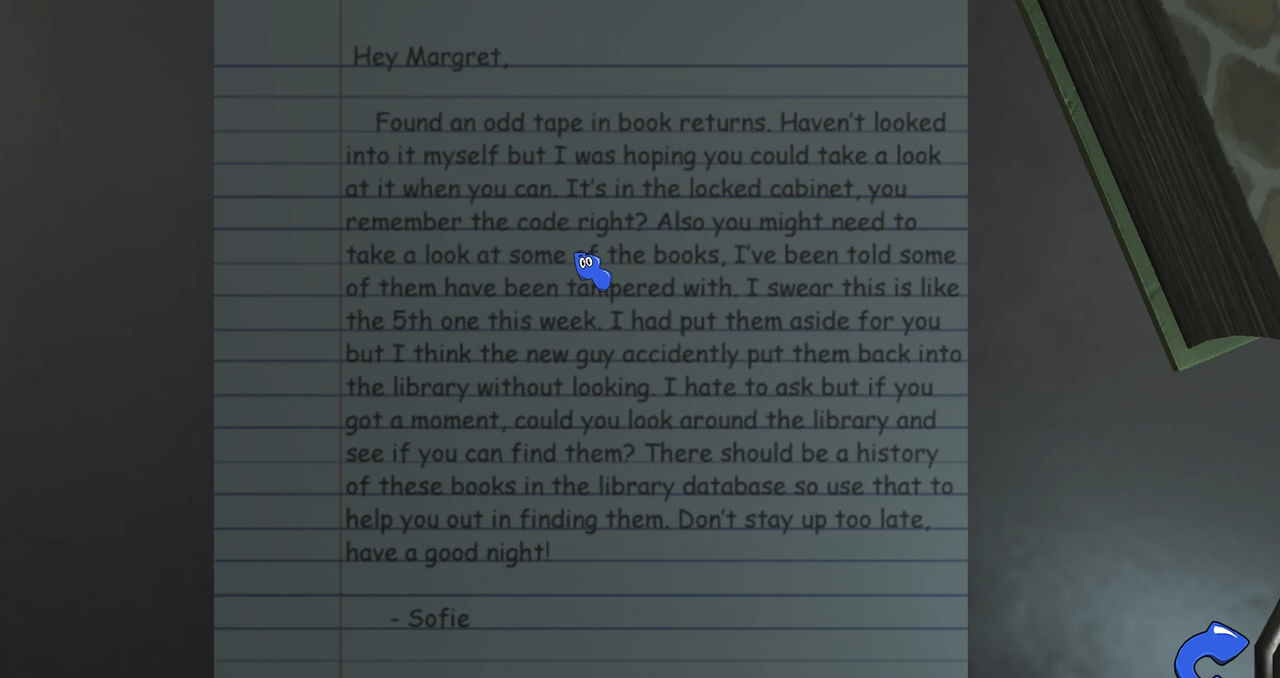 Hey Margret,
Found an odd tape in book returns. Haven't looked
into it myself but I was hoping you could take a look
at it when you can. It's in the locked cabinet, you
remember the code right? Also you might need to
take a look at some of the books, I've been told some
of them have been tampered with. I swear this is like
the 5th one this week. I had put them aside for you
but I think the new guy accidently put them back into
the library without looking. I hate to ask but if you
got a moment, could you look around the library and
see if you can find them? There should be a history
of these books in the library database so use that to
help you out in finding them. Don't stay up too late,
have a good night!
- Sofie